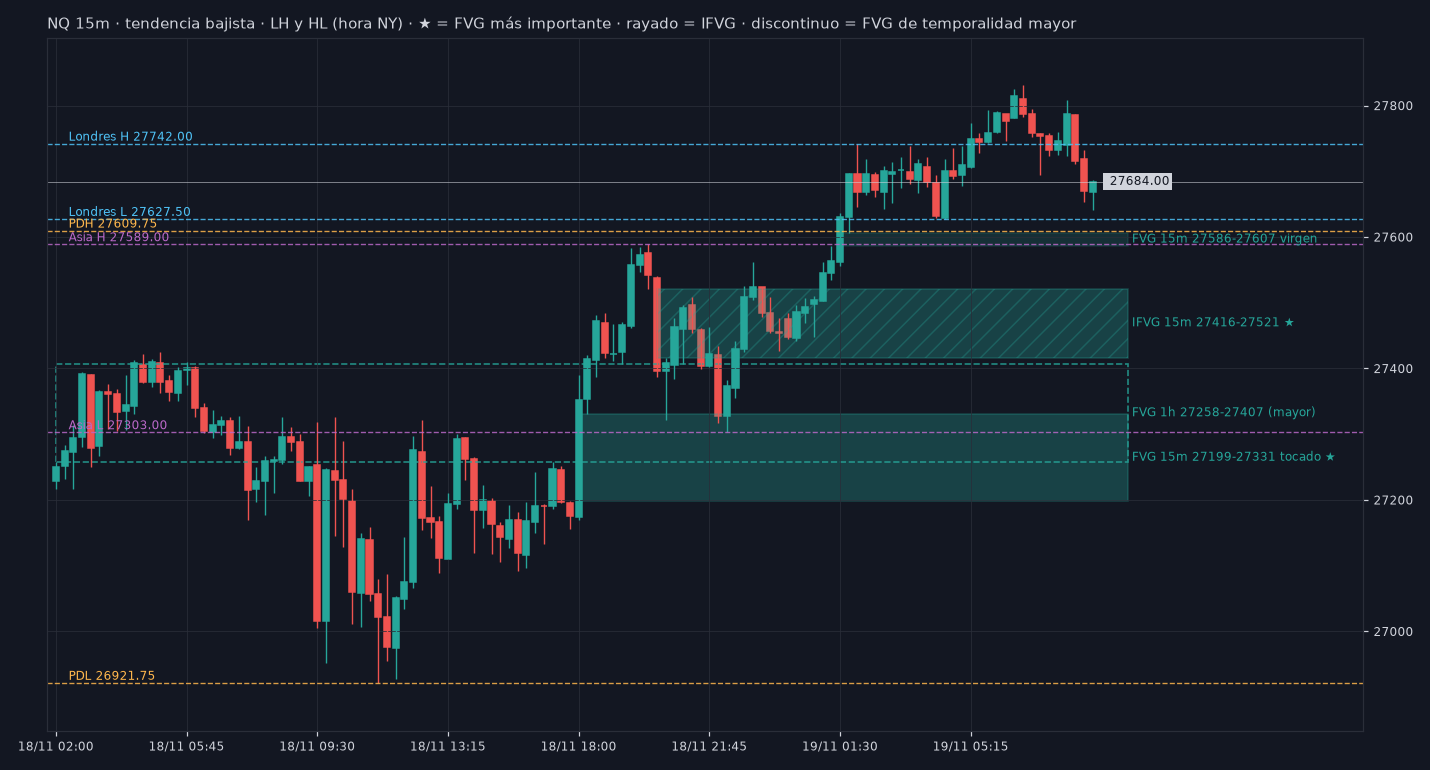 NQ 15m · tendencia bajista · LH y HL (hora NY) · ★ = FVG más importante · rayado = IFVG · discontinuo = FVG de temporalidad mayor
27800
Londres H 27742.00
27684.00
Londres L 27627.50
PDH 27609.75
Asia H 27589.00
FVG 15m 27586-27607 virgen
27600
IFVG 15m 27416-27521 ★
27400
FVG 1h 27258-27407 (mayor)
Asia L 27303.00
FVG 15m 27199-27331 tocado ★
27200
27000
PDL 26921.75
18/11 02:00
18/11 05:45
18/11 09:30
18/11 13:15
18/11 18:00
18/11 21:45
19/11 01:30
19/11 05:15